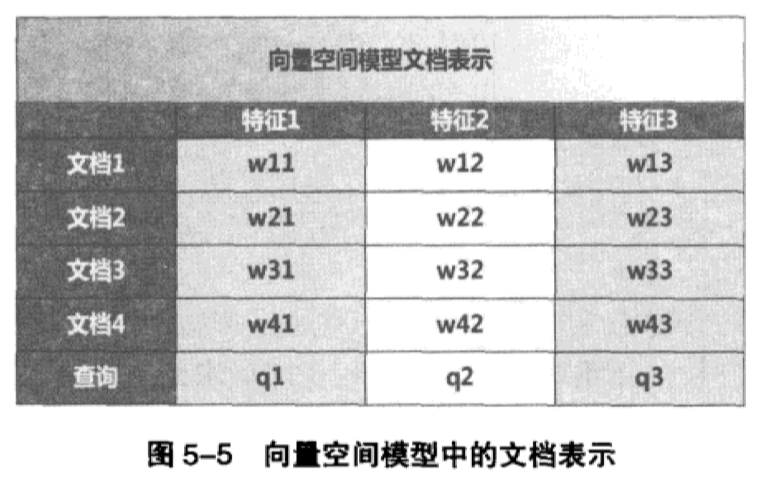 向量空间模型文档表示
特征1 特征2 特征3
文档1 w11 w12 w13
文档2 w21 w22 w23
文档3 w31 w32 w33
文档4 w41 w42 w43
查询 q1 q2 q3
图 5-5 向量空间模型中的文档表示